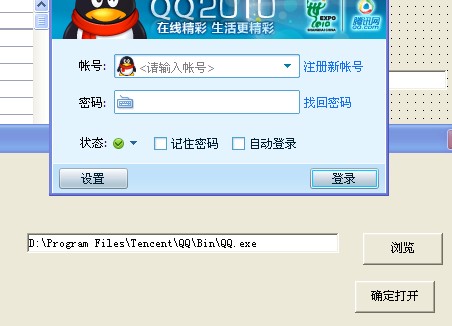 QQ2010
在线精彩 生活更精彩
EXPO
2010
腾讯网
QQ.com
帐号: <请输入帐号> 注册新帐号
密码: 找回密码
状态: 记住密码 自动登录
设置 登录
D:\Program Files\Tencent\QQ\Bin\QQ.exe 浏览
确定打开